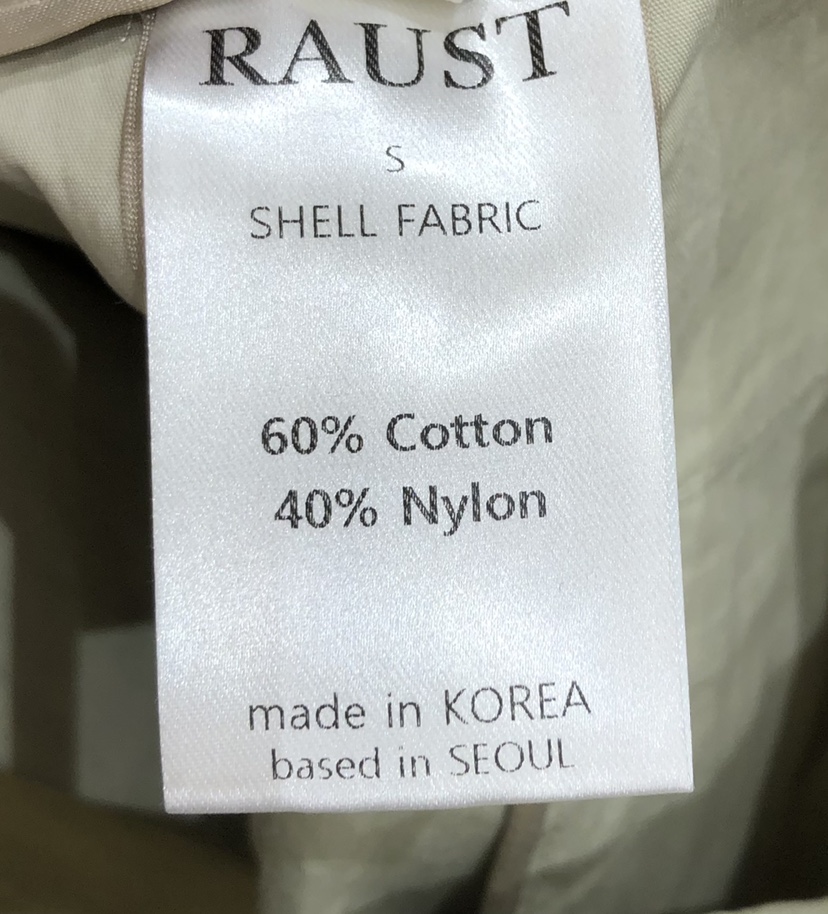 RAUST
S
SHELL FABRIC
60% Cotton
40% Nylon
made in KOREA
based in SEOUL